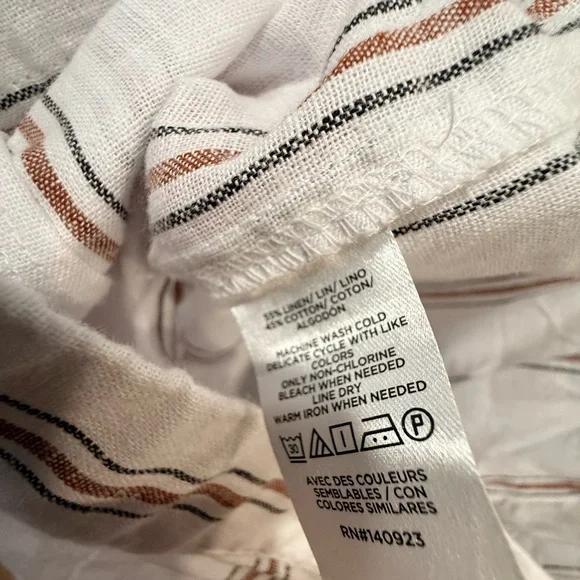 55% LINEN/ LIN/ LINO
45% COTTON/ COTON/
ALGODÓN
MACHINE WASH COLD
DELICATE CYCLE WITH LIKE
COLORS
ONLY NON-CHLORINE
BLEACH WHEN NEEDED
LINE DRY
WARM IRON WHEN NEEDED
30 P
AVEC DES COULEURS
SEMBLABLES / CON
COLORES SIMILARES
RN#140923